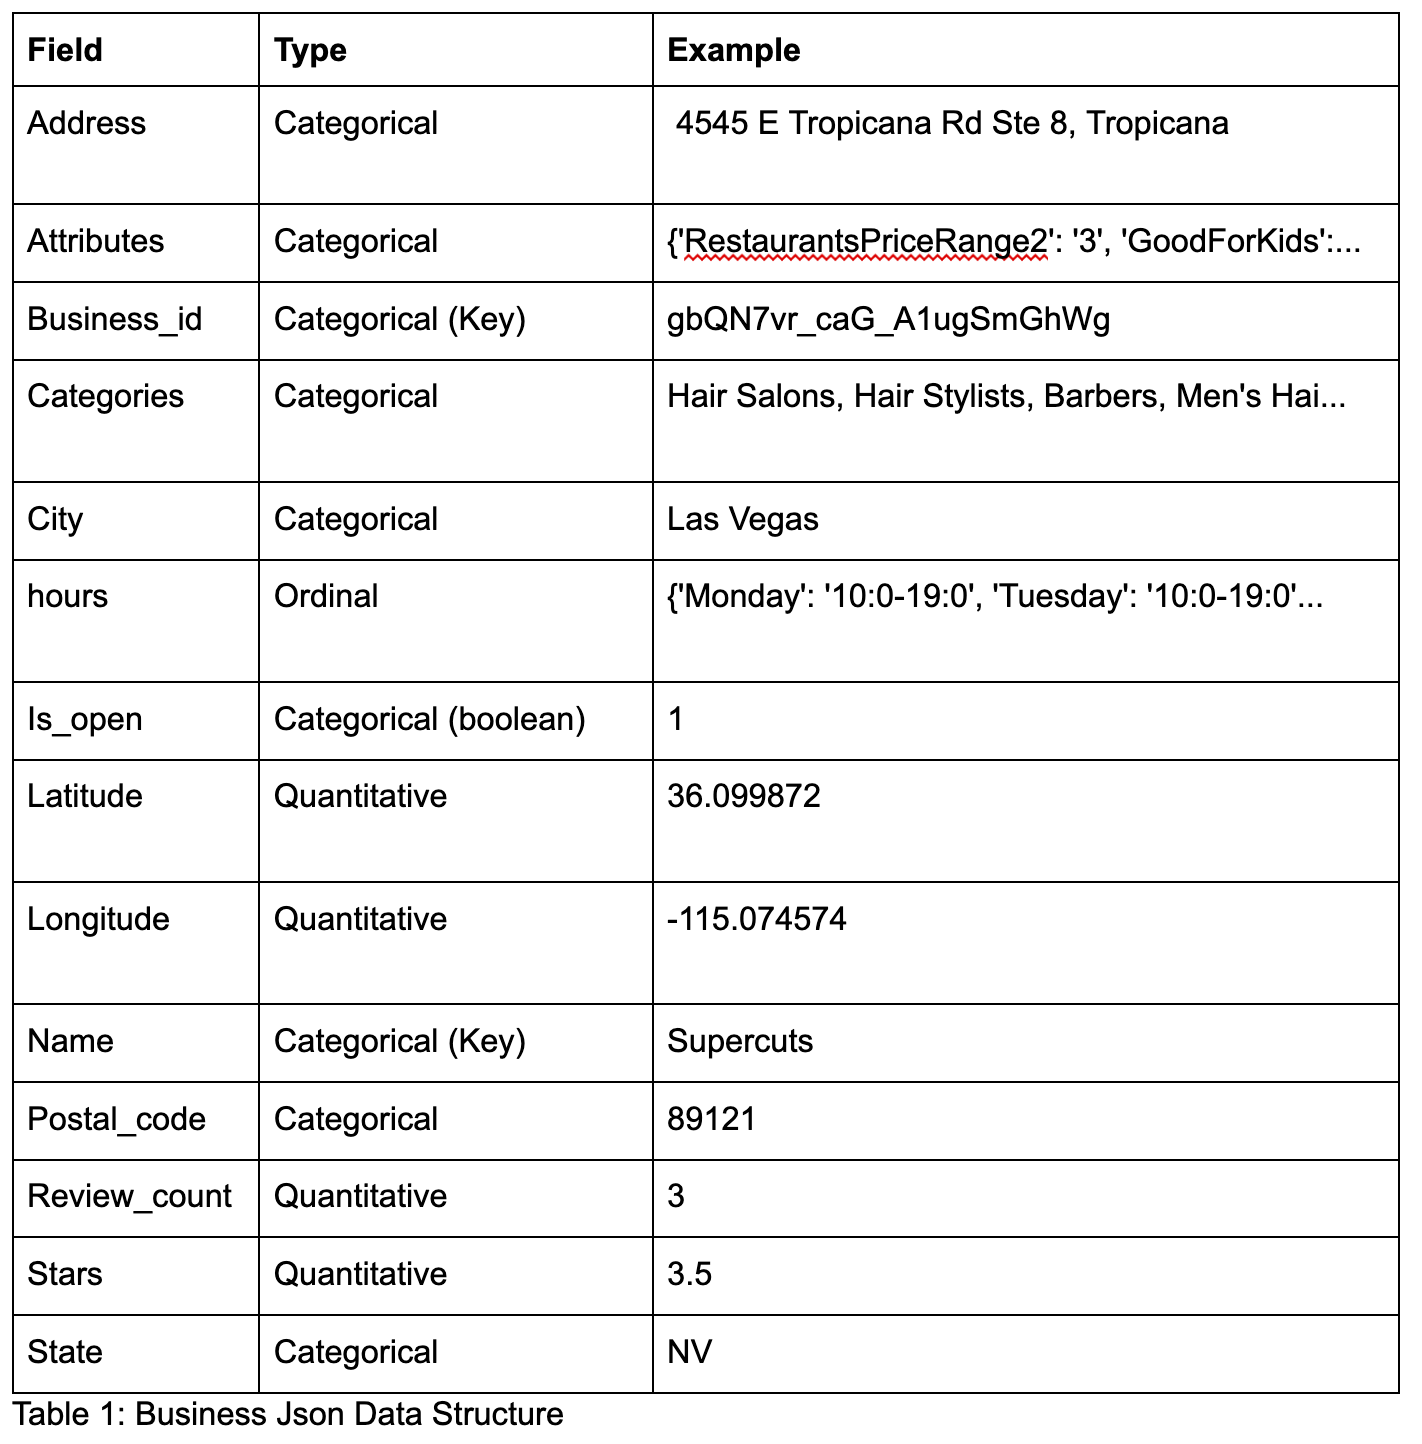 Field Type Example
Address Categorical 4545 E Tropicana Rd Ste 8, Tropicana
Attributes Categorical {'RestaurantsPriceRange2': '3', 'GoodForKids':...
Business_id Categorical (Key) gbQN7vr_caG_A1ugSmGhWg
Categories Categorical Hair Salons, Hair Stylists, Barbers, Men's Hai...
City Categorical Las Vegas
hours Ordinal {'Monday': '10:0-19:0', 'Tuesday': '10:0-19:0'...
Is_open Categorical (boolean) 1
Latitude Quantitative 36.099872
Longitude Quantitative -115.074574
Name Categorical (Key) Supercuts
Postal_code Categorical 89121
Review_count Quantitative 3
Stars Quantitative 3.5
State Categorical NV
Table 1: Business Json Data Structure